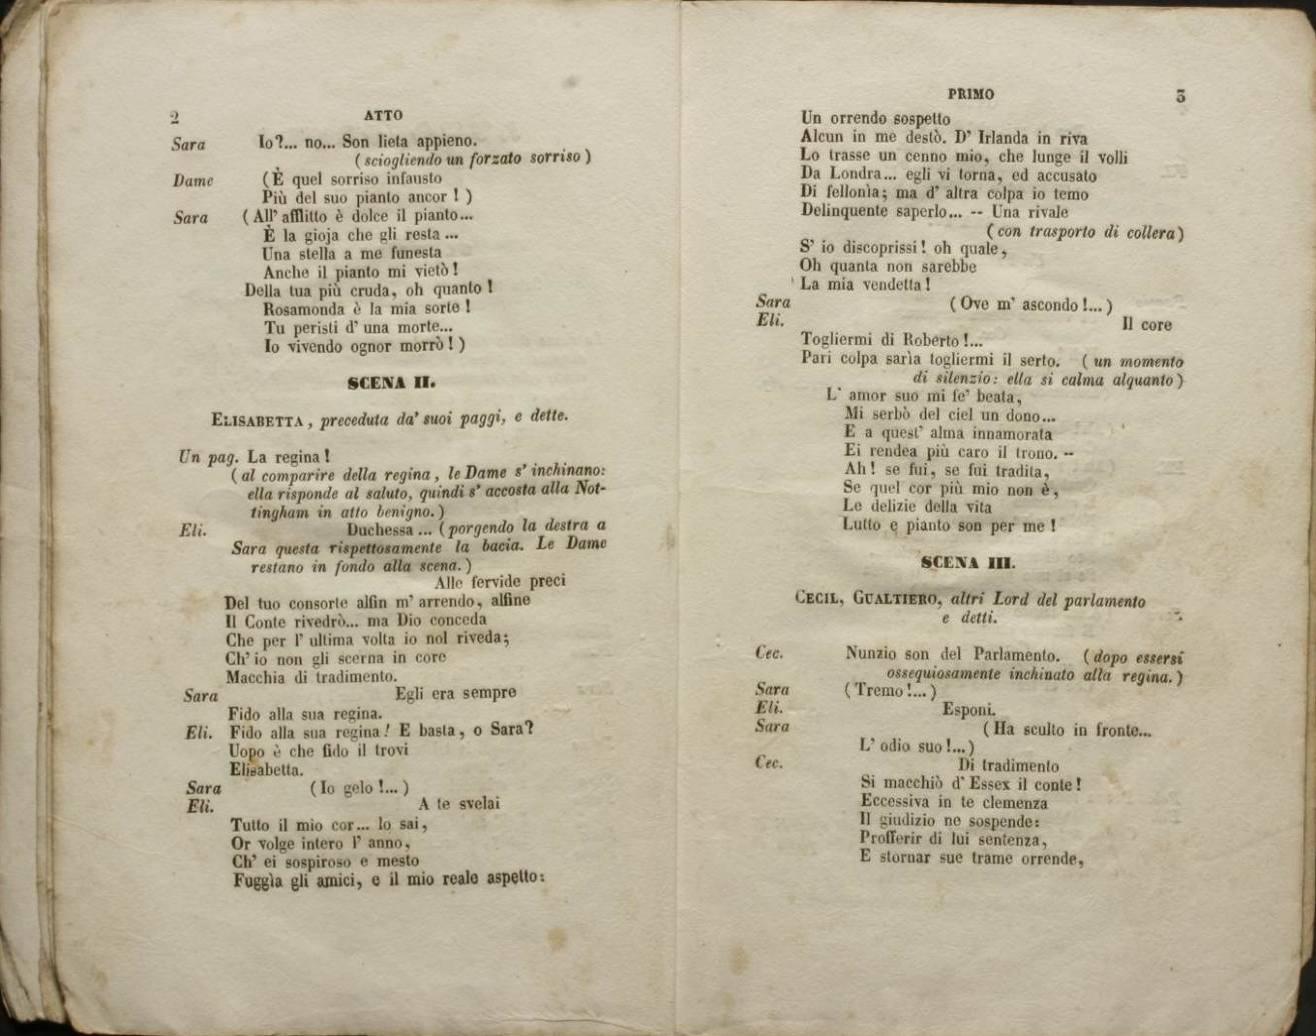 2 ATTO
Sara Io?... no... Son lieta appieno.
(sciogliendo un forzato sorriso)
Dame (È quel sorriso infausto
Più del suo pianto ancor!)
Sara (All' afflitto è dolce il pianto...
È la gioja che gli resta...
Una stella a me funesta
Anche il pianto mi vietò!
Della tua più cruda, oh quanto!
Rosamonda è la mia sorte!
Tu peristi d' una morte...
Io vivendo ognor morrò!)
SCENA II.
ELISABETTA, preceduta da' suoi paggi, e dette.
Un pag. La regina!
(al comparire della regina, le Dame s' inchinano:
ella risponde al saluto, quindi s' accosta alla Not-
tingham in atto benigno.)
Eli. Duchessa... (porgendo la destra a
Sara questa rispettosamente la bacia. Le Dame
restano in fondo alla scena.)
Alle fervide preci
Del tuo consorte alfin m' arrendo, alfine
Il Conte rivedrò... ma Dio conceda
Che per l' ultima volta io nol riveda;
Ch' io non gli scerna in core
Macchia di tradimento.
Sara Egli era sempre
Fido alla sua regina.
Eli. Fido alla sua regina! E basta, o Sara?
Uopo è che fido il trovi
Elisabetta.
Sara (Io gelo!...)
Eli. A te svelai
Tutto il mio cor... lo sai,
Or volge intero l' anno,
Ch' ei sospiroso e mesto
Fuggìa gli amici, e il mio reale aspetto:
PRIMO 3
Un orrendo sospetto
Alcun in me destò. D' Irlanda in riva
Lo trasse un cenno mio, che lunge il volli
Da Londra... egli vi torna, ed accusato
Di fellonìa; ma d' altra colpa io temo
Delinquente saperlo... -- Una rivale
(con trasporto di collera)
S' io discoprissi! oh quale,
Oh quanta non sarebbe
La mia vendetta!
Sara (Ove m' ascondo!...)
Eli. Il core
Togliermi di Roberto!...
Pari colpa sarìa togliermi il serto. (un momento
di silenzio: ella si calma alquanto)
L' amor suo mi fe' beata,
Mi serbò del ciel un dono...
E a quest' alma innamorata
Ei rendea più caro il trono. --
Ah! se fui, se fui tradita,
Se quel cor più mio non è,
Le delizie della vita
Lutto e pianto son per me!
SCENA III.
CECIL, GUALTIERO, altri Lord del parlamento
e detti.
Cec. Nunzio son del Parlamento. (dopo essersi
ossequiosamente inchinato alla regina.)
Sara (Tremo!...)
Eli. Esponi.
Sara (Ha sculto in fronte...
L' odio suo!...)
Cec. Di tradimento
Si macchiò d' Essex il conte!
Eccessiva in te clemenza
Il giudizio ne sospende:
Profferir di lui sentenza,
E stornar sue trame orrende,